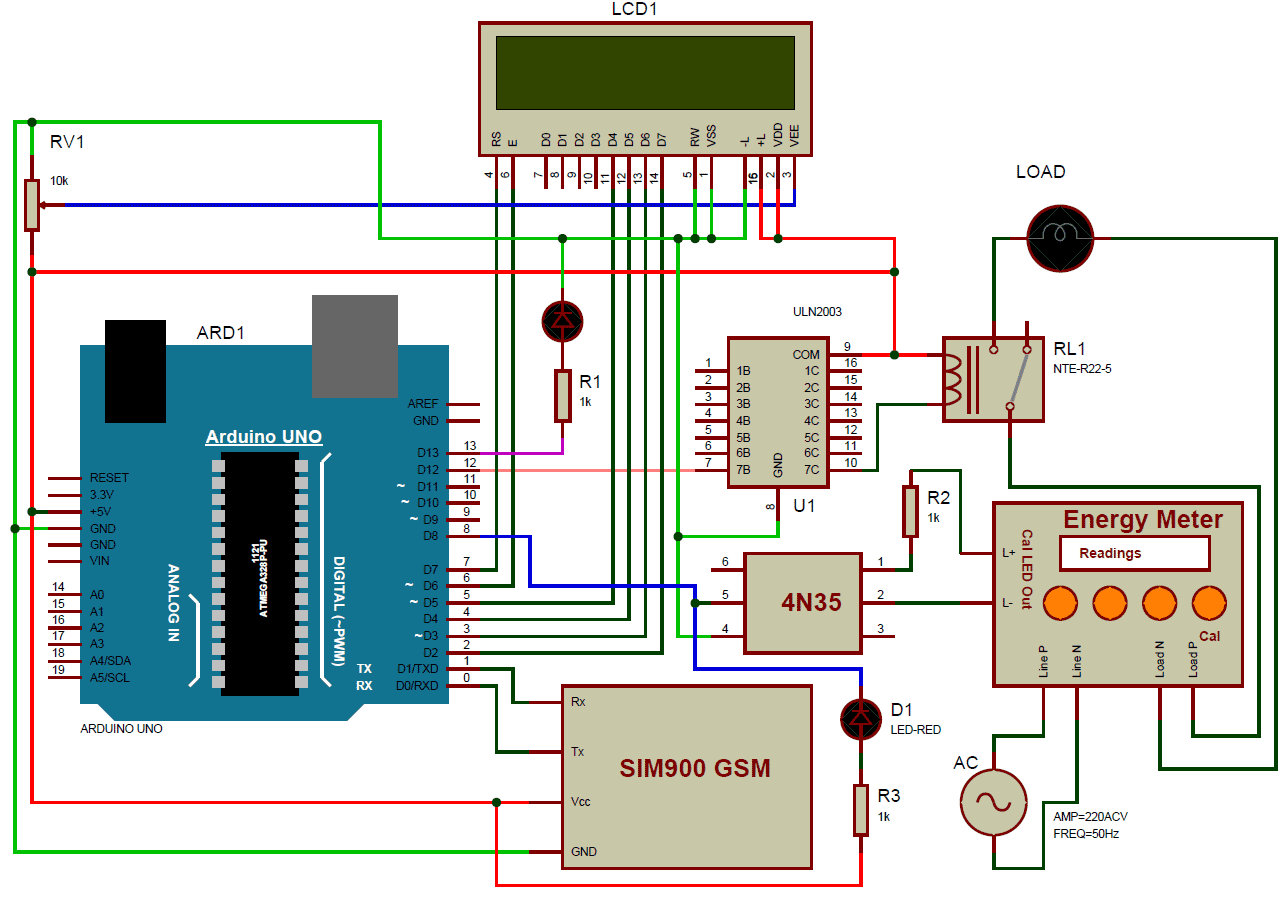 LCD1
RS E D0 D1 D2 D3 D4 D5 D6 D7 RW VSS -L +L VDD VEE
4 6 7 8 9 10 11 12 13 14 5 1 2 3
RV1
10k
LOAD
ARD1
Arduino UNO
AREF
GND
D13 13
D12 12
~ D11 11
~ D10 10
~ D9 9
D8 8
D7 7
~ D6 6
~ D5 5
D4 4
~D3 3
D2 2
TX D1/TXD 1
RX D0/RXD 0
RESET
3.3V
+5V
GND
GND
VIN
14 A0
15 A1
16 A2
17 A3
18 A4/SDA
19 A5/SCL
ANALOG IN
1121
ATMEGA328P-PU
DIGITAL (~PWM)
ARDUINO UNO
R1
1k
ULN2003
COM 9
1 1B 1C 16
2 2B 2C 15
3 3B 3C 14
4 4B 4C 13
5 5B 5C 12
6 6B 6C 11
7 7B 7C 10
GND
8
U1
RL1
NTE-R22-5
R2
1k
4N35
6 1
5 2
4 3
Energy Meter
Cal LED Out
Readings
L+
L-
Cal
Line P
Line N
Load N
Load P
SIM900 GSM
Rx
Tx
Vcc
GND
D1
LED-RED
R3
1k
AC
AMP=220ACV
FREQ=50Hz